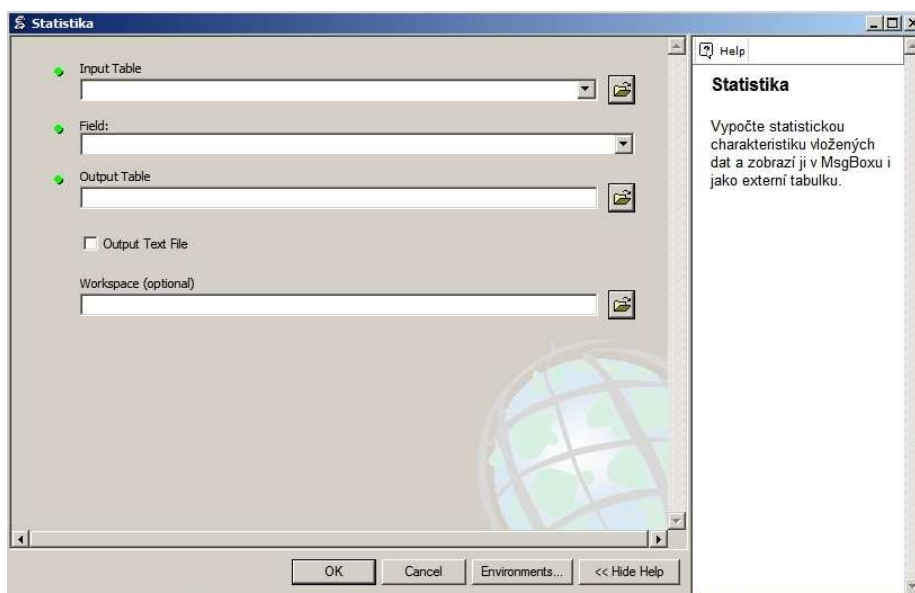 Statistika
Input Table
Field:
Output Table
Output Text File
Workspace (optional)
OK
Cancel
Environments...
<< Hide Help
Help
Statistika
Vypočte statistickou
charakteristiku vložených
dat a zobrazí ji v MsgBoxu i
jako externí tabulku.